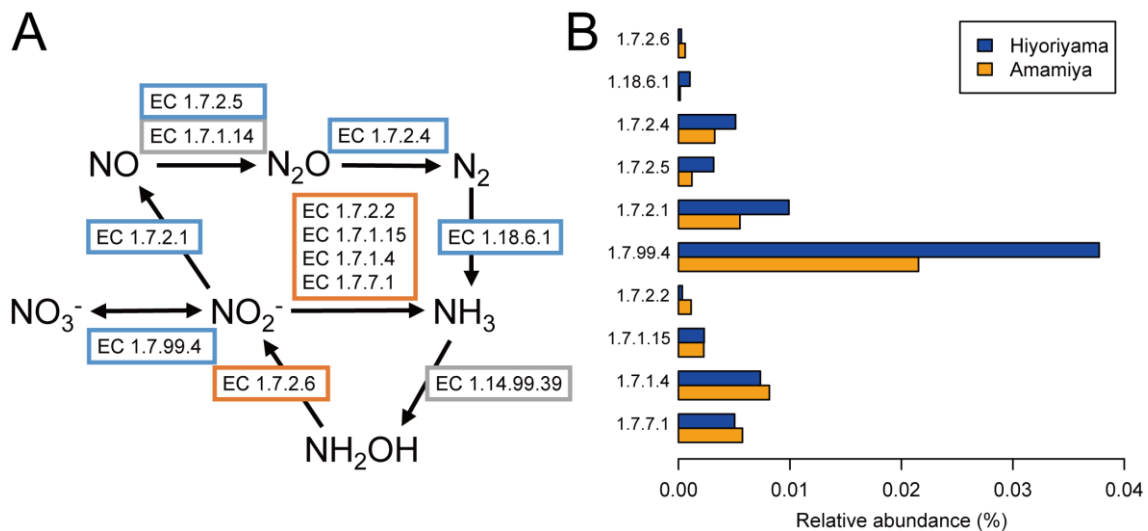 A
EC 1.7.2.5
EC 1.7.1.14
EC 1.7.2.4
NO
N2O
N2
EC 1.7.2.2
EC 1.7.1.15
EC 1.7.1.4
EC 1.7.7.1
EC 1.7.2.1
EC 1.18.6.1
NO3-
NO2-
NH3
EC 1.7.99.4
EC 1.7.2.6
EC 1.14.99.39
NH2OH
B
Hiyoriyama
Amamiya
1.7.2.6
1.18.6.1
1.7.2.4
1.7.2.5
1.7.2.1
1.7.99.4
1.7.2.2
1.7.1.15
1.7.1.4
1.7.7.1
0.00 0.01 0.02 0.03 0.04
Relative abundance (%)